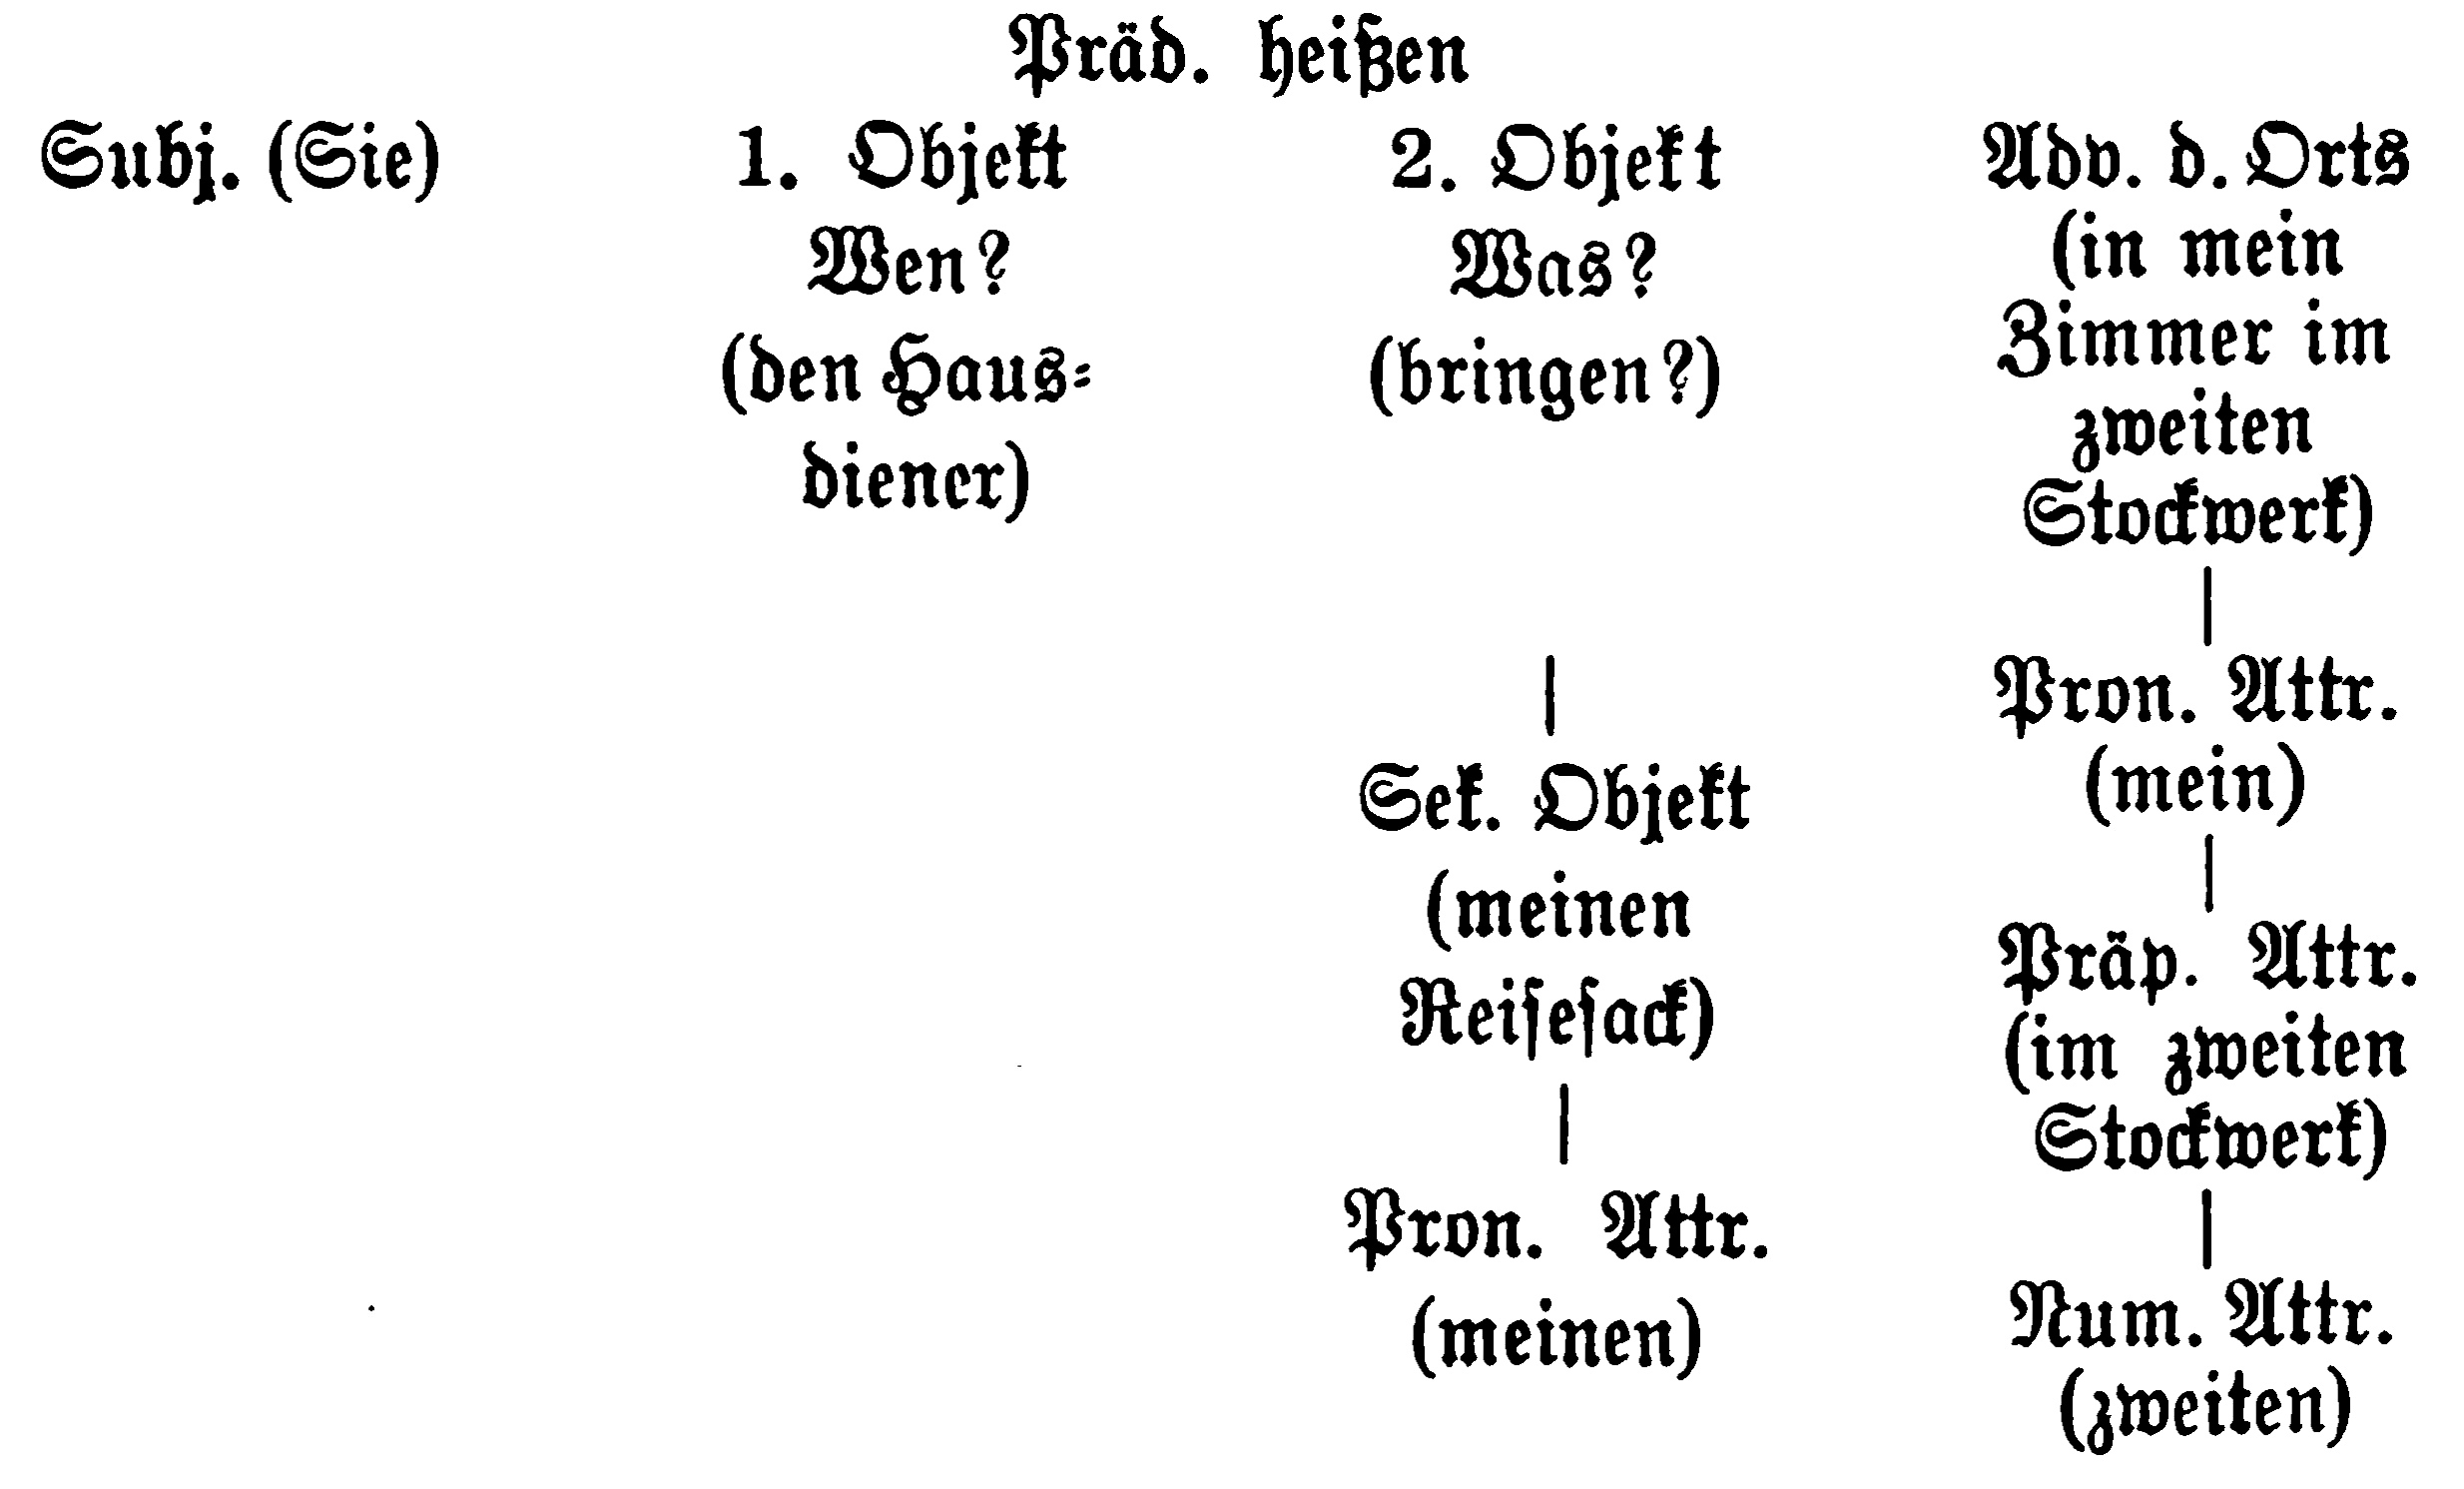 Präd. heißen
Subj. (Sie)
1. Objekt
Wen?
(den Haus⸗
diener)
2. Objekt
Was?
(bringen?)
Sek. Objekt
(meinen
Reiſeſack)
Pron. Attr.
(meinen)
Adv. d. Orts
(in mein
Zimmer im
zweiten
Stockwerk)
Pron. Attr.
(mein)
Präp. Attr.
(im zweiten
Stockwerk)
Num. Attr.
(zweiten)